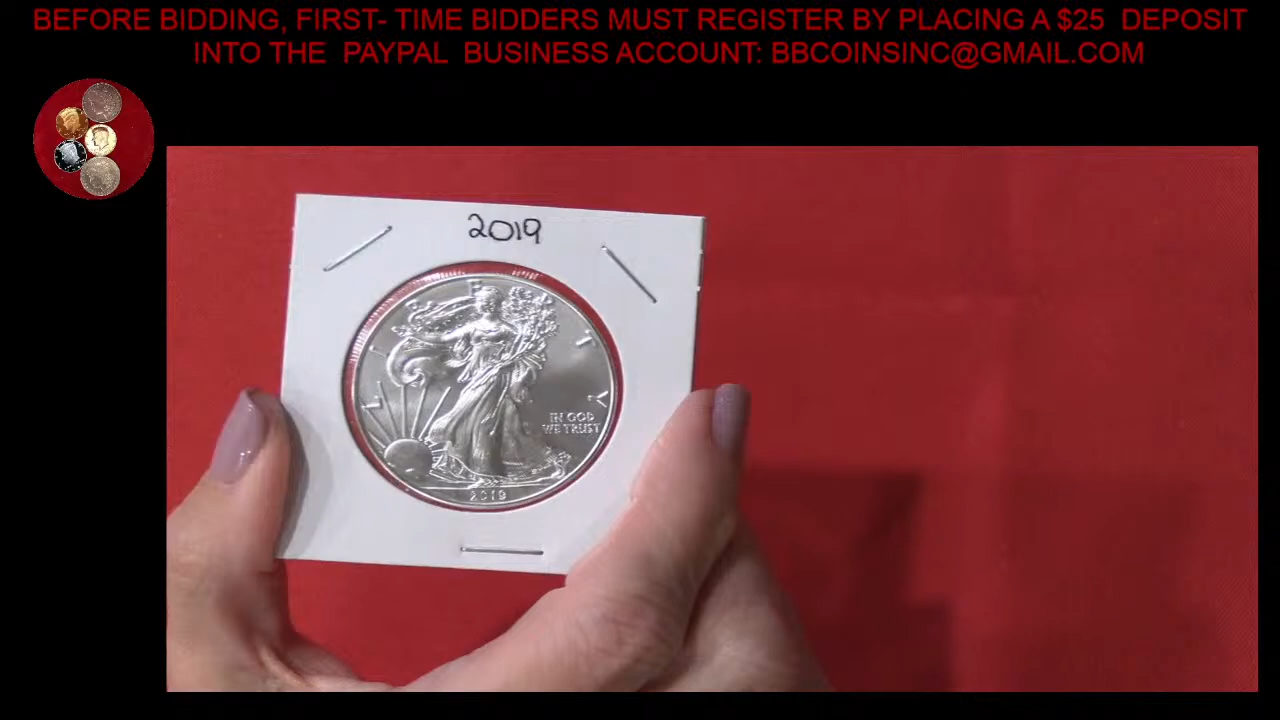 BEFORE BIDDING, FIRST- TIME BIDDERS MUST REGISTER BY PLACING A $25 DEPOSIT
INTO THE PAYPAL BUSINESS ACCOUNT: BBCOINSINC@GMAIL.COM
2019
L I Y
IN GOD
WE TRUST
2019